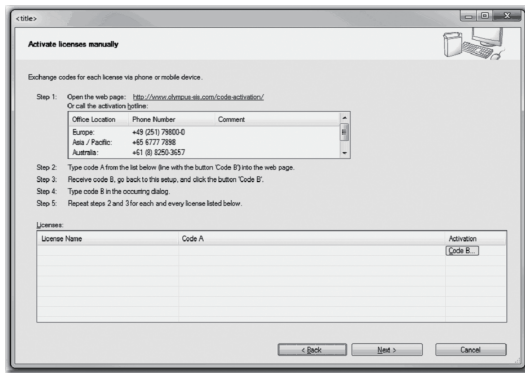 <title>
Activate licenses manually
Exchange codes for each license via phone or mobile device.
Step 1: Open the web page: http://www.olympus-sis.com/code-activation/
Or call the activation hotline:
Office Location Phone Number Comment
Europe: +49 (251) 79800-0
Asia / Pacific: +65 6777 7898
Australia: +61 (8) 8250-3657
Step 2: Type code A from the list below (line with the button 'Code B') into the web page.
Step 3: Receive code B, go back to this setup, and click the button 'Code B'.
Step 4: Type code B in the occurring dialog.
Step 5: Repeat steps 2 and 3 for each and every license listed below.
Licenses:
License Name Code A Activation
Code B...
< Back Next > Cancel